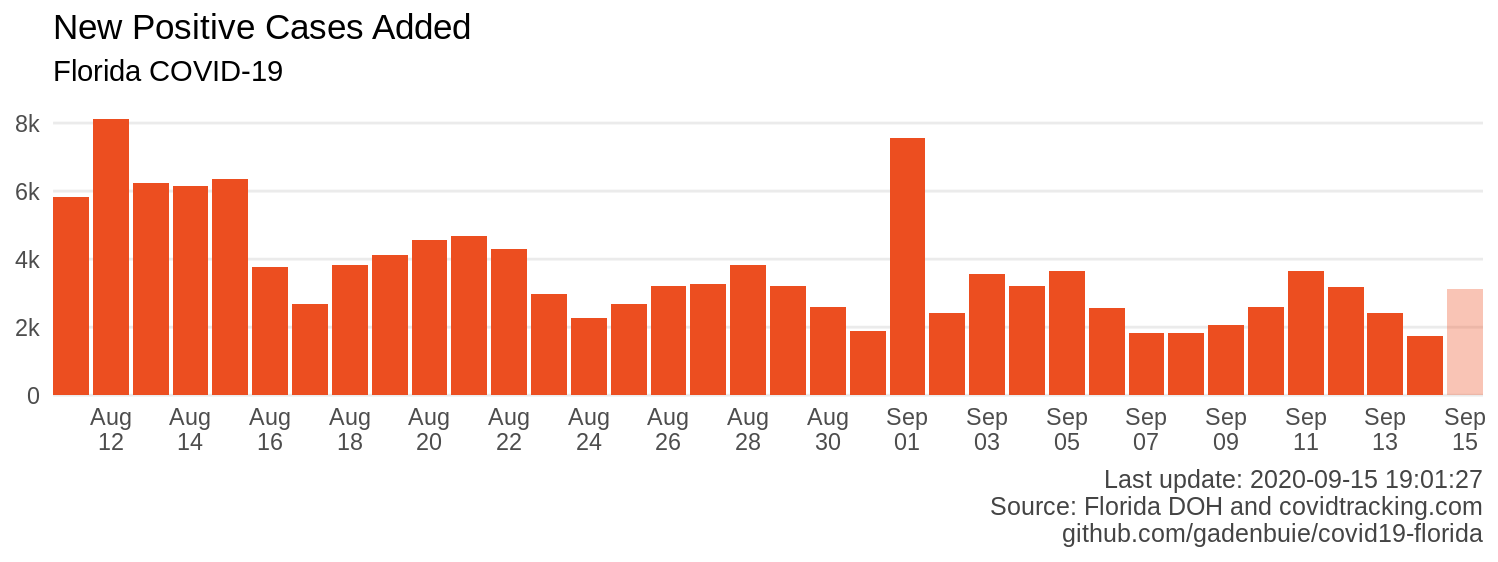 New Positive Cases Added
Florida COVID-19
8k
6k
4k
2k
0
Aug Aug Aug Aug Aug Aug Aug Aug Aug Aug Sep Sep Sep Sep Sep Sep Sep Sep
12 14 16 18 20 22 24 26 28 30 01 03 05 07 09 11 13 15
Last update: 2020-09-15 19:01:27
Source: Florida DOH and covidtracking.com
github.com/gadenbuie/covid19-florida